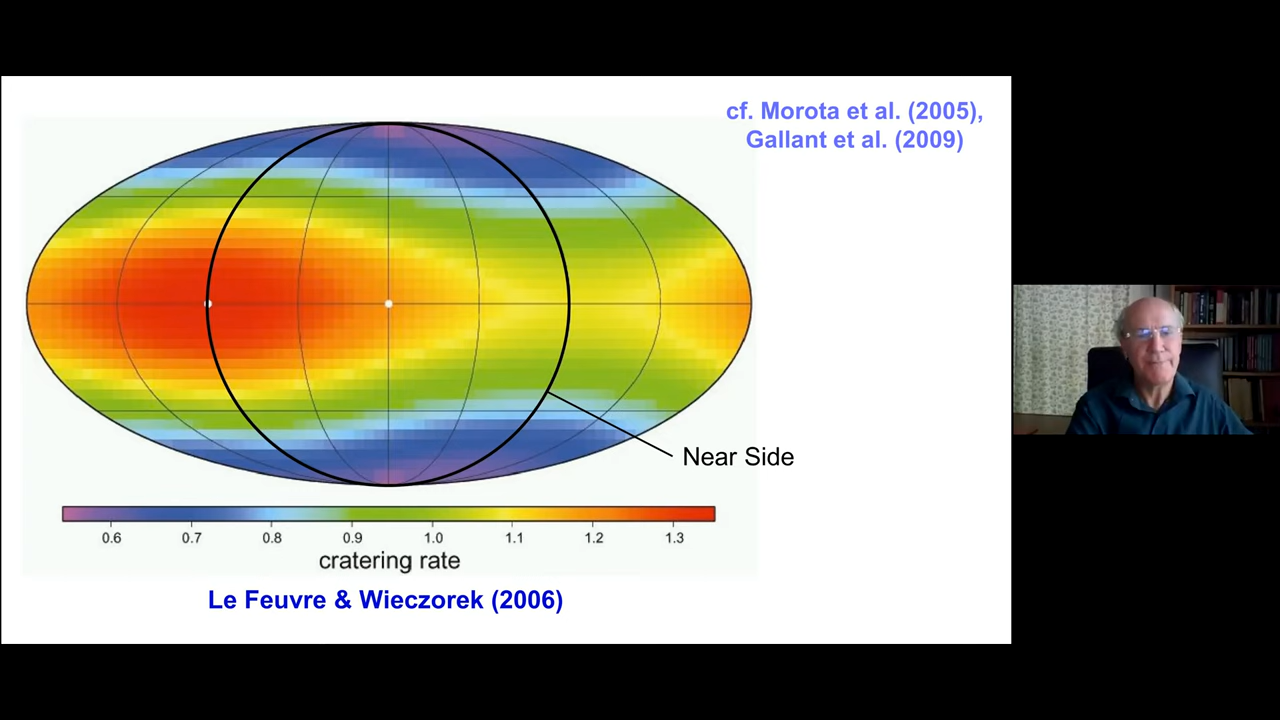 cf. Morota et al. (2005),
Gallant et al. (2009)
Near Side
0.6 0.7 0.8 0.9 1.0 1.1 1.2 1.3
cratering rate
Le Feuvre & Wieczorek (2006)